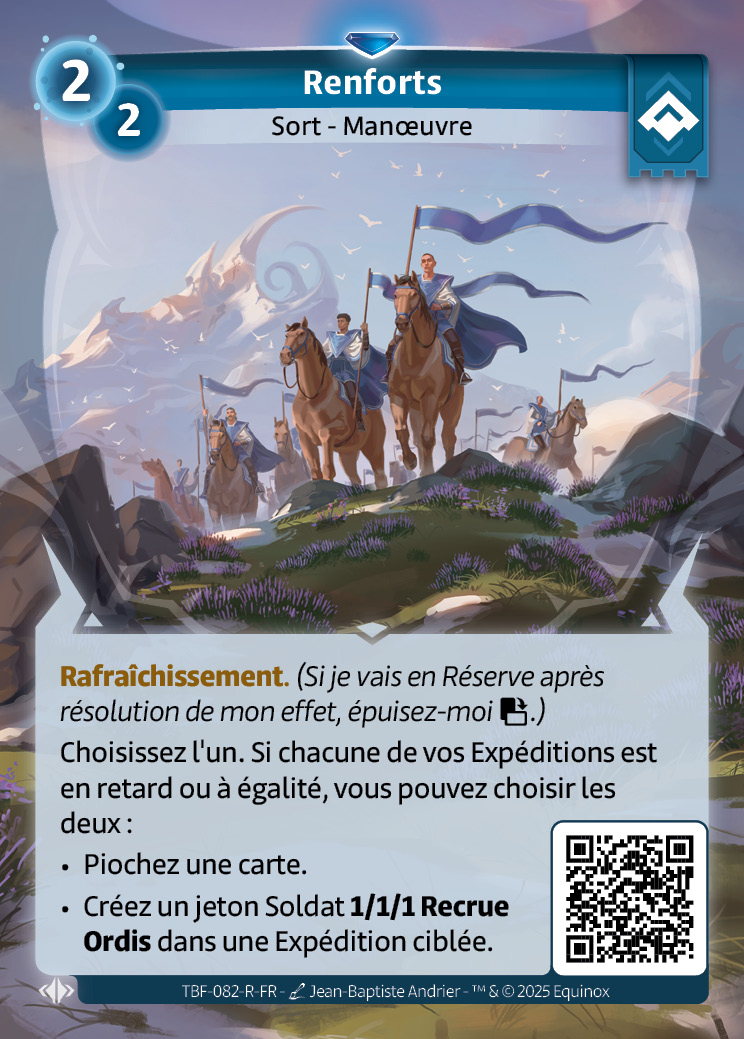 2
Renforts
2
Sort - Manœuvre
Rafraîchissement. (Si je vais en Réserve après
résolution de mon effet, épuisez-moi .)
Choisissez l'un. Si chacune de vos Expéditions est
en retard ou à égalité, vous pouvez choisir les
deux :
• Piochez une carte.
• Créez un jeton Soldat 1/1/1 Recrue
Ordis dans une Expédition ciblée.
TBF-082-R-FR - Jean-Baptiste Andrier - ™ & © 2025 Equinox